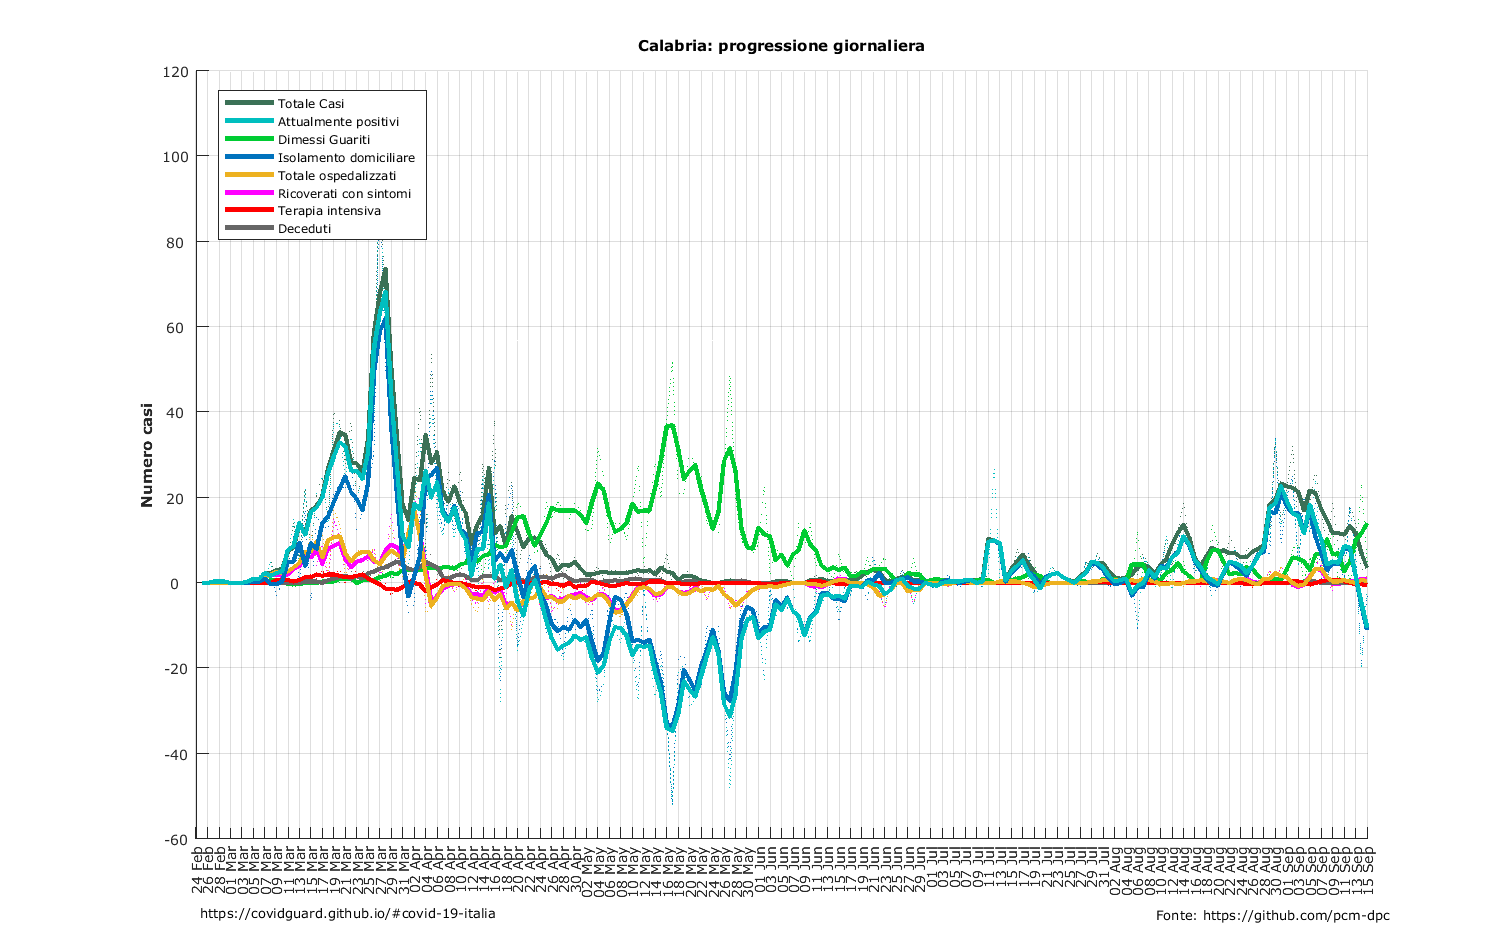 Calabria: progressione giornaliera
120
100
80
60
40
20
0
-20
-40
-60
Numero casi
Totale Casi
Attualmente positivi
Dimessi Guariti
Isolamento domiciliare
Totale ospedalizzati
Ricoverati con sintomi
Terapia intensiva
Deceduti
24 Feb
26 Feb
28 Feb
01 Mar
03 Mar
05 Mar
07 Mar
09 Mar
11 Mar
13 Mar
15 Mar
17 Mar
19 Mar
21 Mar
23 Mar
25 Mar
27 Mar
29 Mar
31 Mar
02 Apr
04 Apr
06 Apr
08 Apr
10 Apr
12 Apr
14 Apr
16 Apr
18 Apr
20 Apr
22 Apr
24 Apr
26 Apr
28 Apr
30 Apr
02 May
04 May
06 May
08 May
10 May
12 May
14 May
16 May
18 May
20 May
22 May
24 May
26 May
28 May
30 May
01 Jun
03 Jun
05 Jun
07 Jun
09 Jun
11 Jun
13 Jun
15 Jun
17 Jun
19 Jun
21 Jun
23 Jun
25 Jun
27 Jun
29 Jun
01 Jul
03 Jul
05 Jul
07 Jul
09 Jul
11 Jul
13 Jul
15 Jul
17 Jul
19 Jul
21 Jul
23 Jul
25 Jul
27 Jul
29 Jul
31 Jul
02 Aug
04 Aug
06 Aug
08 Aug
10 Aug
12 Aug
14 Aug
16 Aug
18 Aug
20 Aug
22 Aug
24 Aug
26 Aug
28 Aug
30 Aug
01 Sep
03 Sep
05 Sep
07 Sep
09 Sep
11 Sep
13 Sep
15 Sep
https://covidguard.github.io/#covid-19-italia
Fonte: https://github.com/pcm-dpc